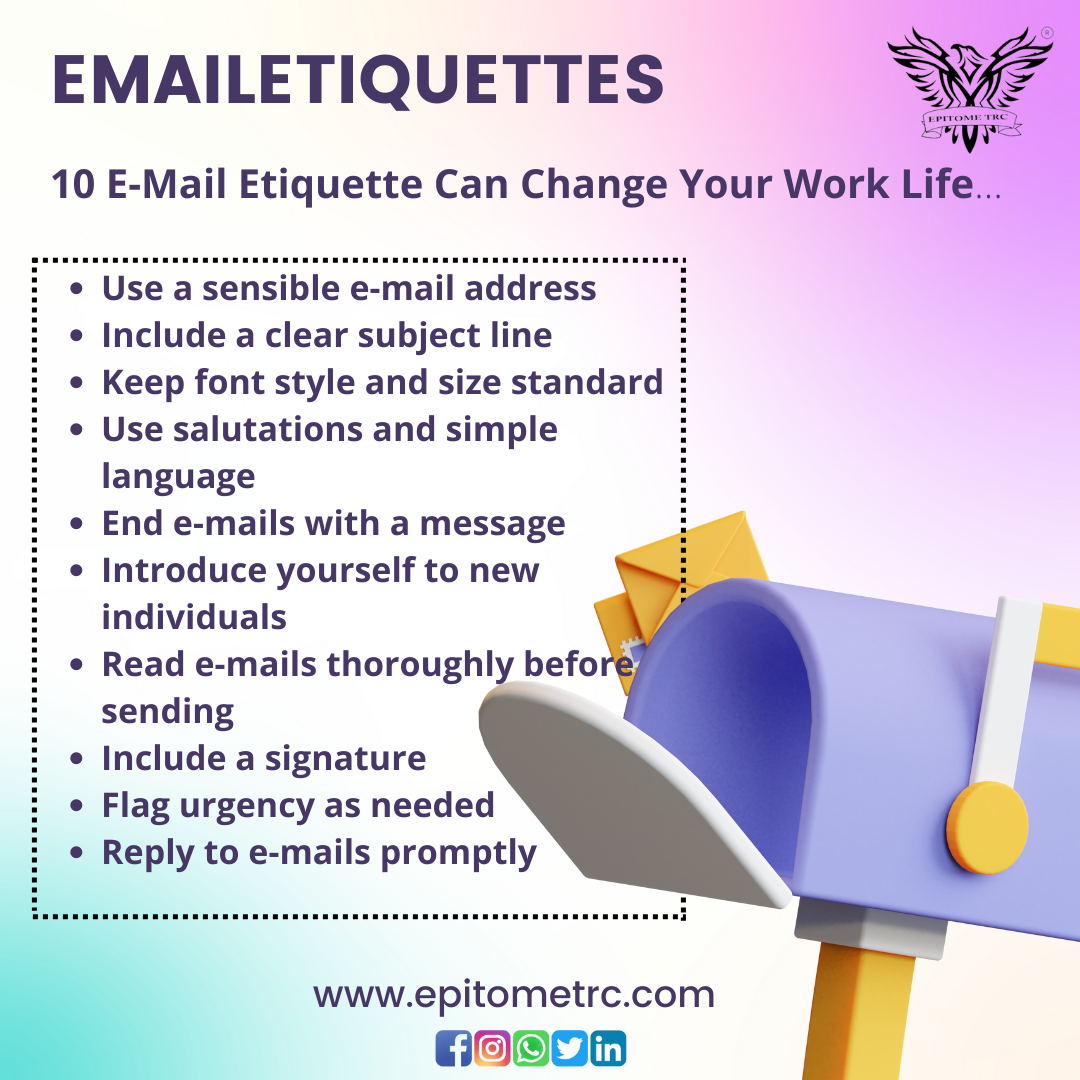 EMAILETIQUETTES
®
EPITOME TRC
10 E-Mail Etiquette Can Change Your Work Life...
• Use a sensible e-mail address
• Include a clear subject line
• Keep font style and size standard
• Use salutations and simple
language
• End e-mails with a message
• Introduce yourself to new
individuals
• Read e-mails thoroughly before
sending
• Include a signature
• Flag urgency as needed
• Reply to e-mails promptly
www.epitometrc.com